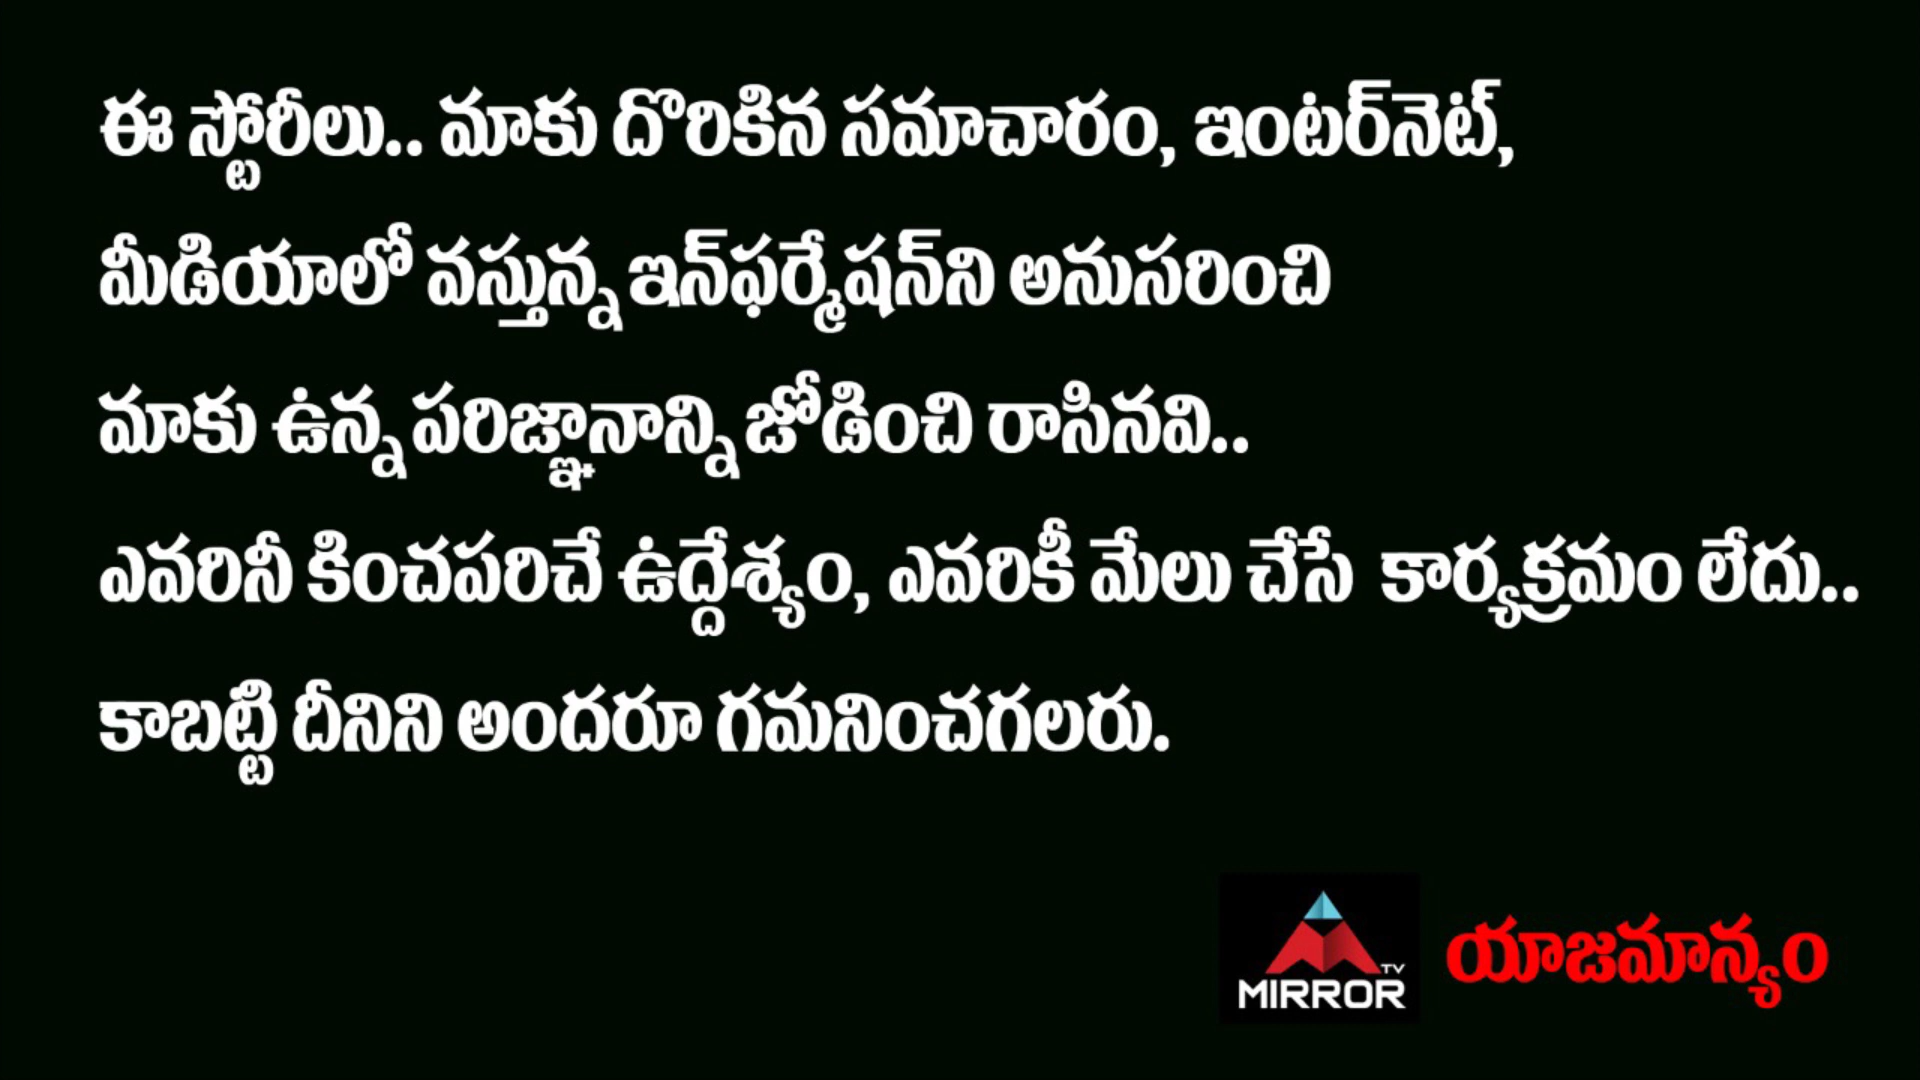 ఈ స్టోరీలు.. మాకు దొరికిన సమాచారం, ఇంటర్‌నెట్,
మీడియాలో వస్తున్న ఇన్‌ఫర్మేషన్‌ని అనుసరించి
మాకు ఉన్న పరిజ్ఞానాన్ని జోడించి రాసినవి..
ఎవరినీ కించపరిచే ఉద్దేశ్యం, ఎవరికీ మేలు చేసే కార్యక్రమం లేదు..
కాబట్టి దీనిని అందరూ గమనించగలరు.
MIRROR TV యాజమాన్యం